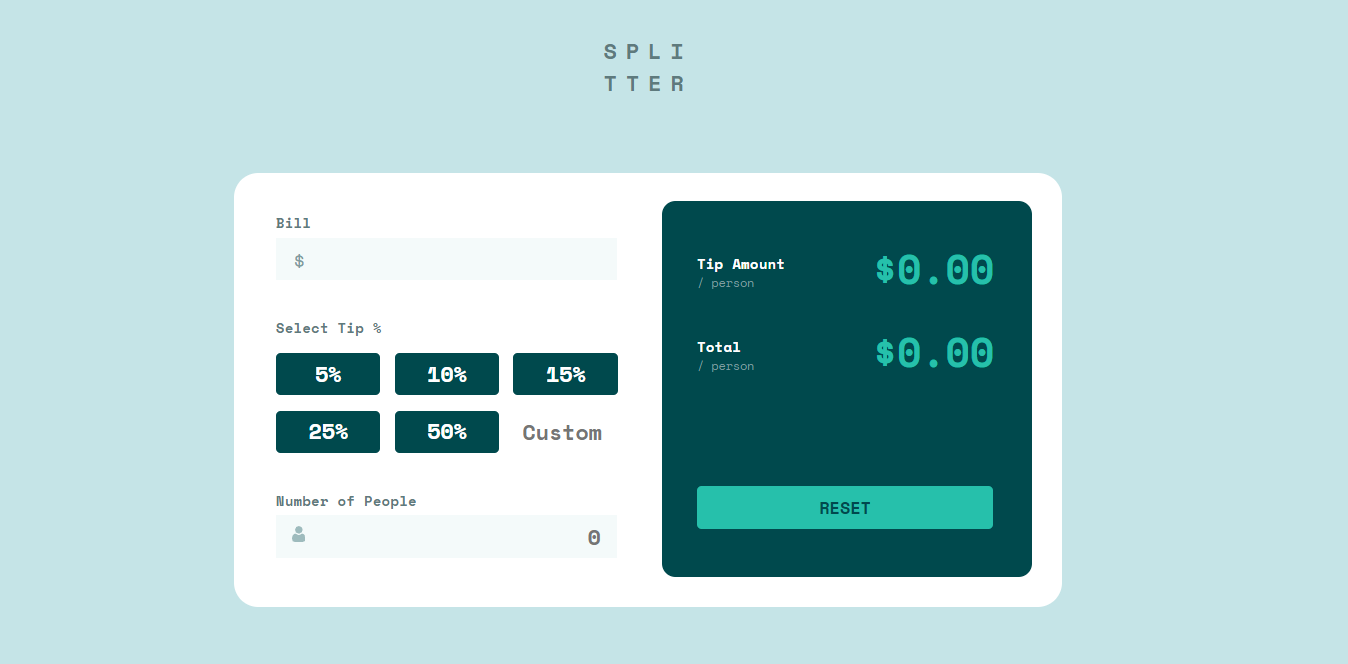 SPLI
TTER
Bill
$
Select Tip %
5% 10% 15%
25% 50% Custom
Number of People
0
Tip Amount
/ person
$0.00
Total
/ person
$0.00
RESET